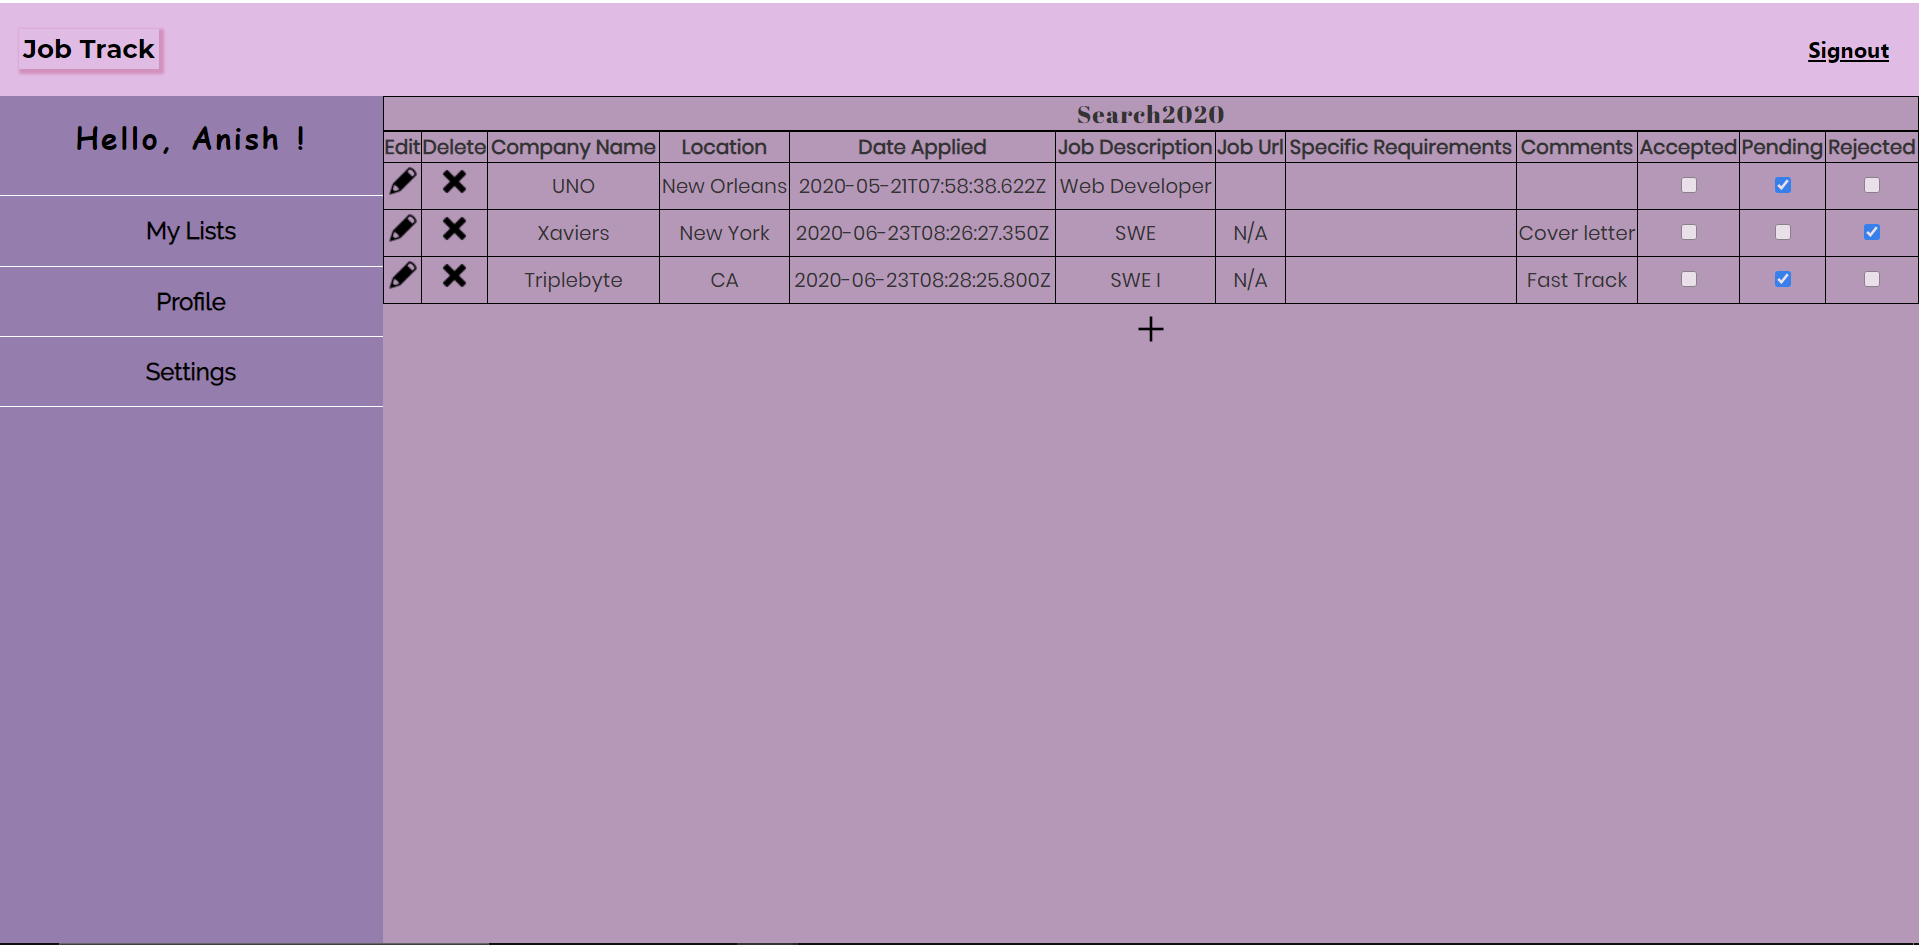 Job Track
Signout
Hello, Anish !
My Lists
Profile
Settings
Search2020
Edit Delete Company Name Location Date Applied Job Description Job Url Specific Requirements Comments Accepted Pending Rejected
UNO New Orleans 2020-05-21T07:58:38.622Z Web Developer
Xaviers New York 2020-06-23T08:26:27.350Z SWE N/A Cover letter
Triplebyte CA 2020-06-23T08:28:25.800Z SWE I N/A Fast Track